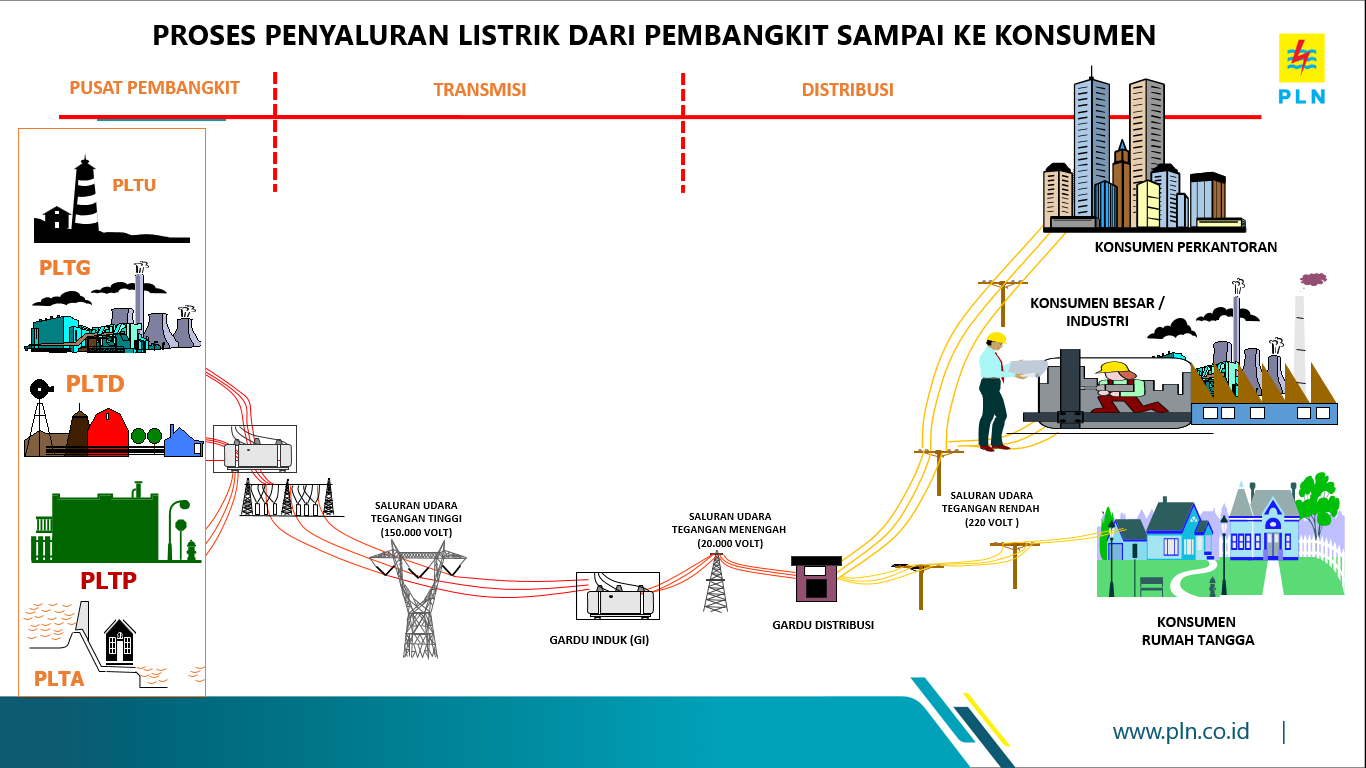 PROSES PENYALURAN LISTRIK DARI PEMBANGKIT SAMPAI KE KONSUMEN
PLN
PUSAT PEMBANGKIT
TRANSMISI
DISTRIBUSI
PLTU
PLTG
PLTD
PLTP
PLTA
SALURAN UDARA
TEGANGAN TINGGI
(150.000 VOLT)
GARDU INDUK (GI)
SALURAN UDARA
TEGANGAN MENENGAH
(20.000 VOLT)
GARDU DISTRIBUSI
SALURAN UDARA
TEGANGAN RENDAH
(220 VOLT )
KONSUMEN PERKANTORAN
KONSUMEN BESAR /
INDUSTRI
KONSUMEN
RUMAH TANGGA
www.pln.co.id |